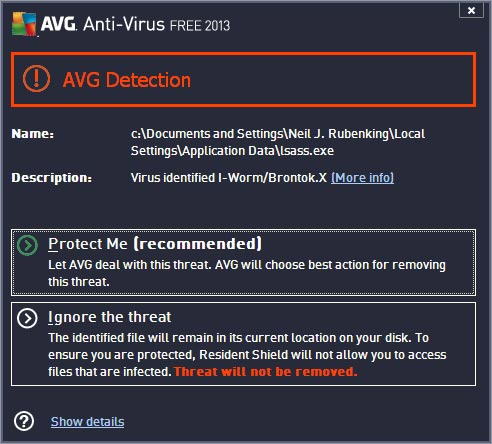 AVG. Anti-Virus FREE 2013
AVG Detection
Name: c:\Documents and Settings\Neil J. Rubenking\Local
Settings\Application Data\lsass.exe
Description: Virus identified I-Worm/Brontok.X (More info)
Protect Me (recommended)
Let AVG deal with this threat. AVG will choose best action for removing
this threat.
Ignore the threat
The identified file will remain in its current location on your disk. To
ensure you are protected, Resident Shield will not allow you to access
files that are infected. Threat will not be removed.
Show details